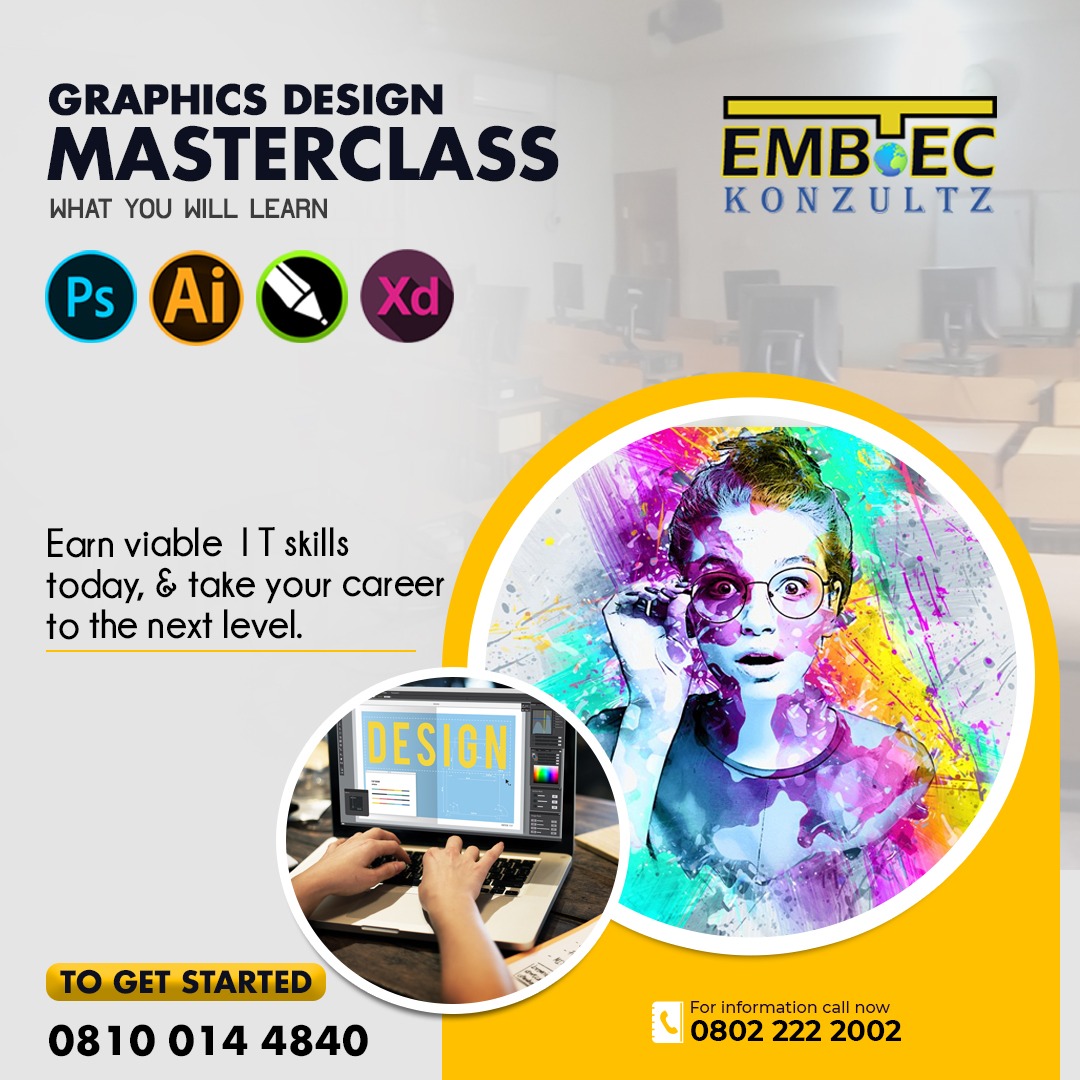 GRAPHICS DESIGN
MASTERCLASS
WHAT YOU WILL LEARN
EMBTEC
KONZULTZ
Ps Ai Xd
Earn viable I T skills
today, & take your career
to the next level.
DESIGN
TO GET STARTED
0810 014 4840
For information call now
0802 222 2002